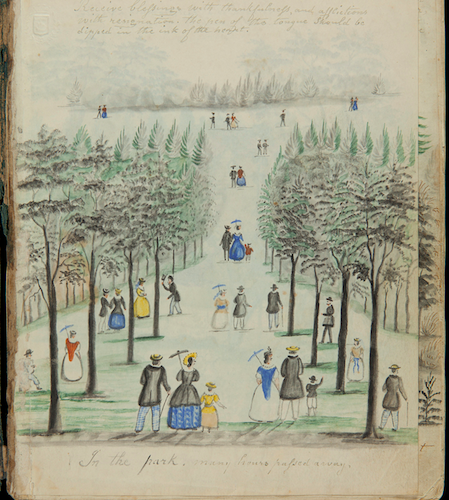 Receive blessings with thankfulness, and afflictions
with resignation. the pen of the tongue should be
dipped in the ink of the heart.
In the park. many times passed away.